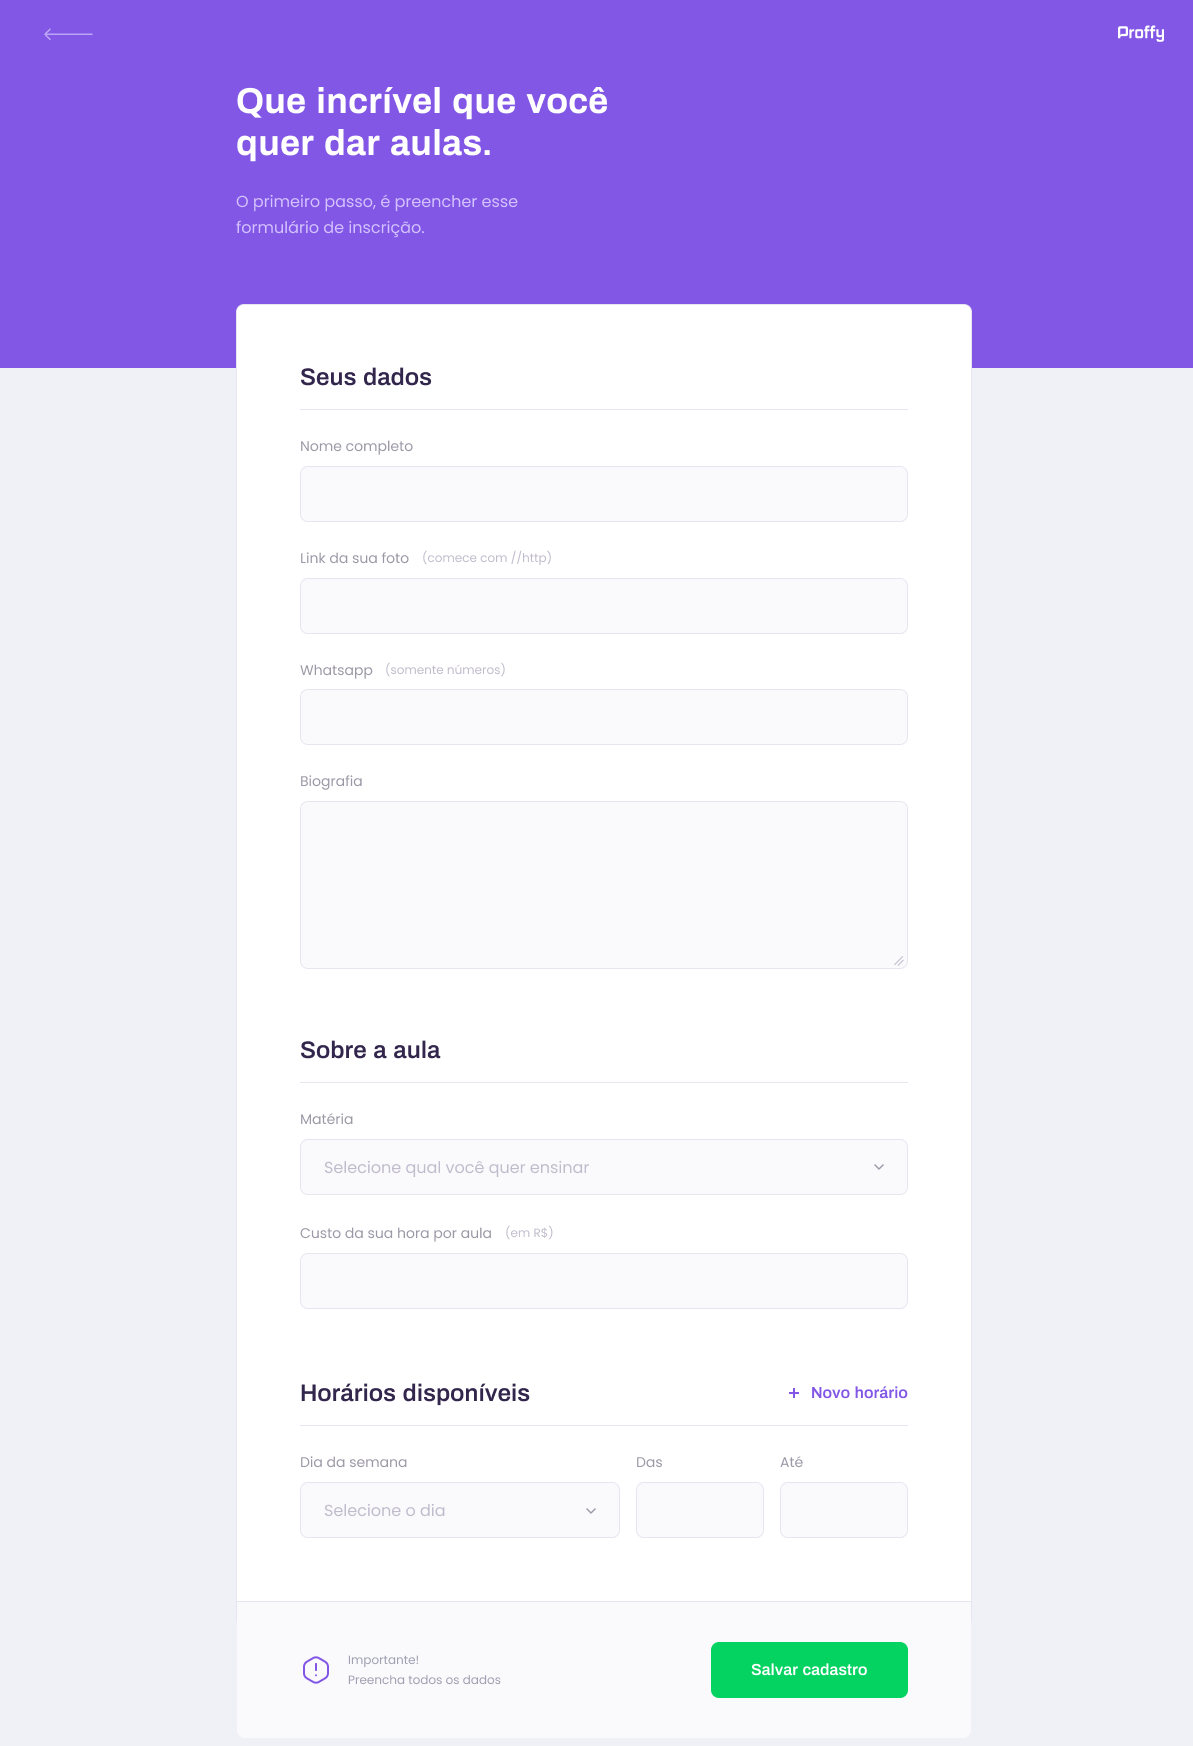 Proffy
Que incrível que você
quer dar aulas.
O primeiro passo, é preencher esse
formulário de inscrição.
Seus dados
Nome completo
Link da sua foto (comece com //http)
Whatsapp (somente números)
Biografia
Sobre a aula
Matéria
Selecione qual você quer ensinar
Custo da sua hora por aula (em R$)
Horários disponíveis + Novo horário
Dia da semana Das Até
Selecione o dia
Importante!
Preencha todos os dados
Salvar cadastro